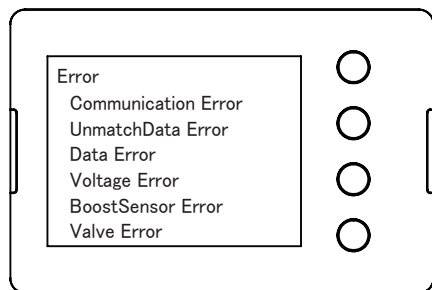 Error
Communication Error
UnmatchData Error
Data Error
Voltage Error
BoostSensor Error
Valve Error